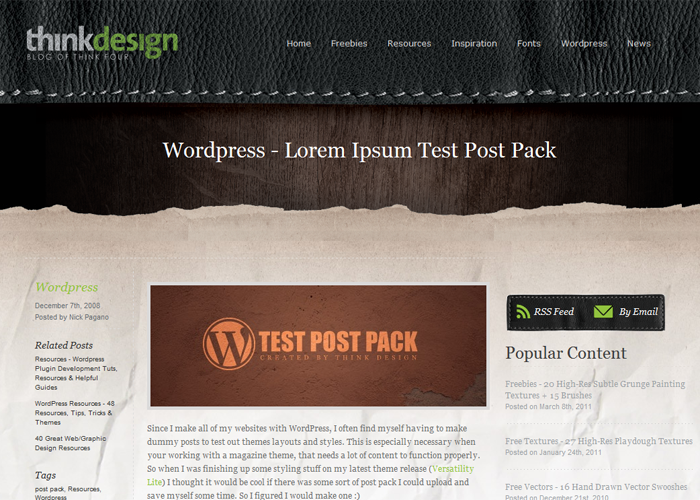 thinkdesign
BLOG OF THINK FOUR
Home Freebies Resources Inspiration Fonts Wordpress News
Wordpress - Lorem Ipsum Test Post Pack
Wordpress
December 7th, 2008
Posted by Nick Pagano
Related Posts
Resources - Wordpress
Plugin Development Tuts,
Resources & Helpful
Guides
WordPress Resources - 48
Resources, Tips, Tricks &
Themes
40 Great Web/Graphic
Design Resources
Tags
post pack, Resources,
Wordpress
TEST POST PACK
CREATED BY THINK DESIGN
Since I make all of my websites with WordPress, I often find myself having to make
dummy posts to test out themes layouts and styles. This is especially necessary when
your working with a magazine theme, that needs a lot of content to function properly.
So when I was finishing up some styling stuff on my latest theme release (Versatility
Lite) I thought it would be cool if there was some sort of post pack I could upload and
save myself some time. So I figured I would make one :)
RSS Feed By Email
Popular Content
Freebies - 20 High-Res Subtle Grunge Painting
Textures + 15 Brushes
Posted on March 8th, 2011
Free Textures - 27 High-Res Playdough Textures
Posted on January 24th, 2011
Free Vectors - 16 Hand Drawn Vector Swooshes
Posted on December 21st, 2010